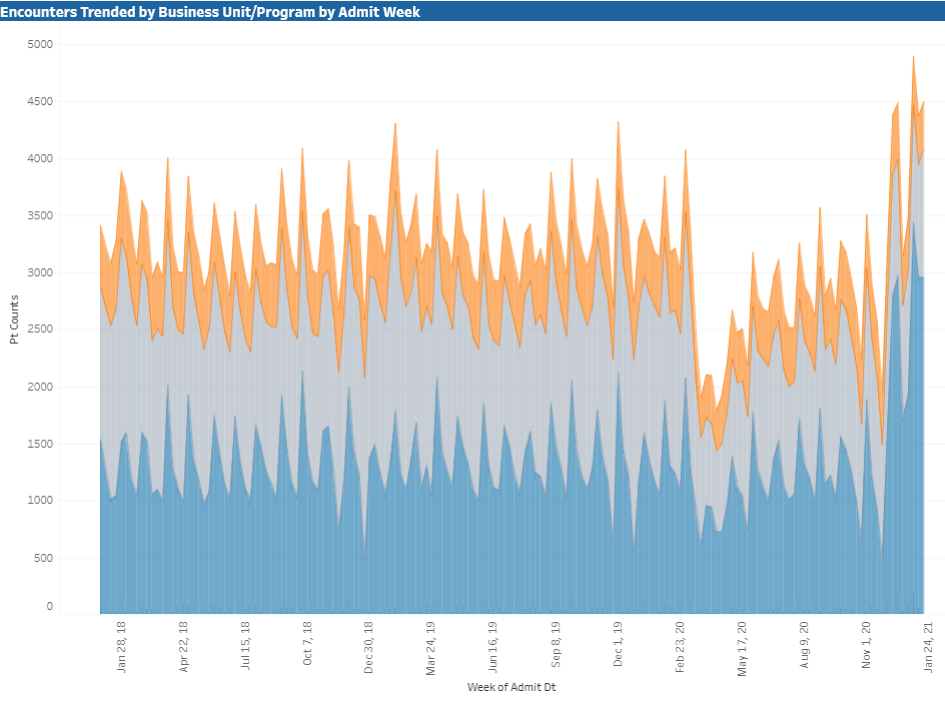 Encounters Trended by Business Unit/Program by Admit Week
5000
4500
4000
3500
3000
2500
2000
1500
1000
500
0
Pt Counts
Jan 28, 18
Apr 22, 18
Jul 15, 18
Oct 7, 18
Dec 30, 18
Mar 24, 19
Jun 16, 19
Sep 8, 19
Dec 1, 19
Feb 23, 20
May 17, 20
Aug 9, 20
Nov 1, 20
Jan 24, 21
Week of Admit Dt